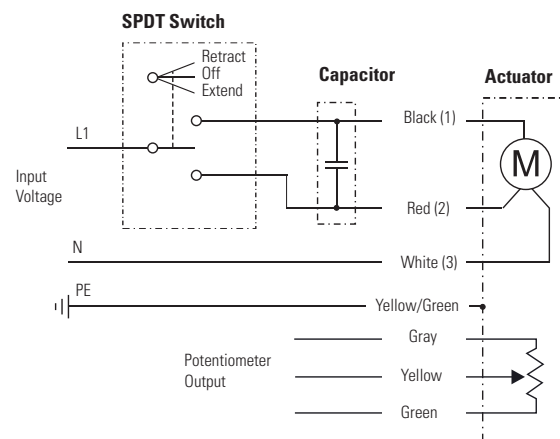 SPDT Switch
Retract
Off
Extend
Capacitor
Actuator
L1
Input
Voltage
Black (1)
M
Red (2)
N
White (3)
PE
Yellow/Green
Gray
Potentiometer
Output
Yellow
Green